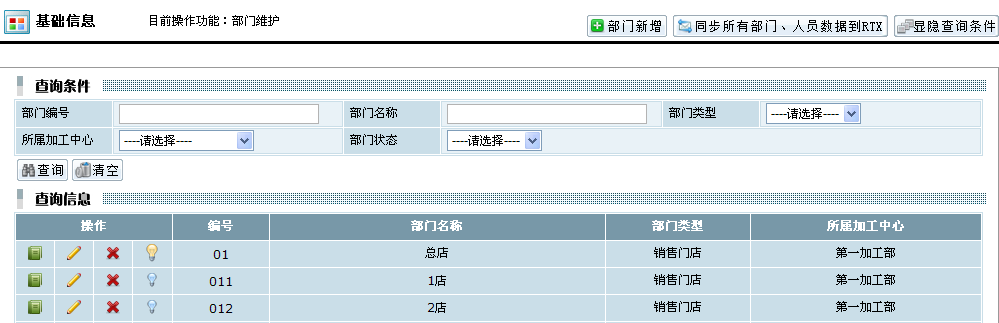 基础信息 目前操作功能：部门维护 部门新增 同步所有部门、人员数据到RTX 显隐查询条件
查询条件
部门编号 部门名称 部门类型 ----请选择----
所属加工中心 ----请选择---- 部门状态 ----请选择----
查询 清空
查询信息
操作 编号 部门名称 部门类型 所属加工中心
01 总店 销售门店 第一加工部
011 1店 销售门店 第一加工部
012 2店 销售门店 第一加工部